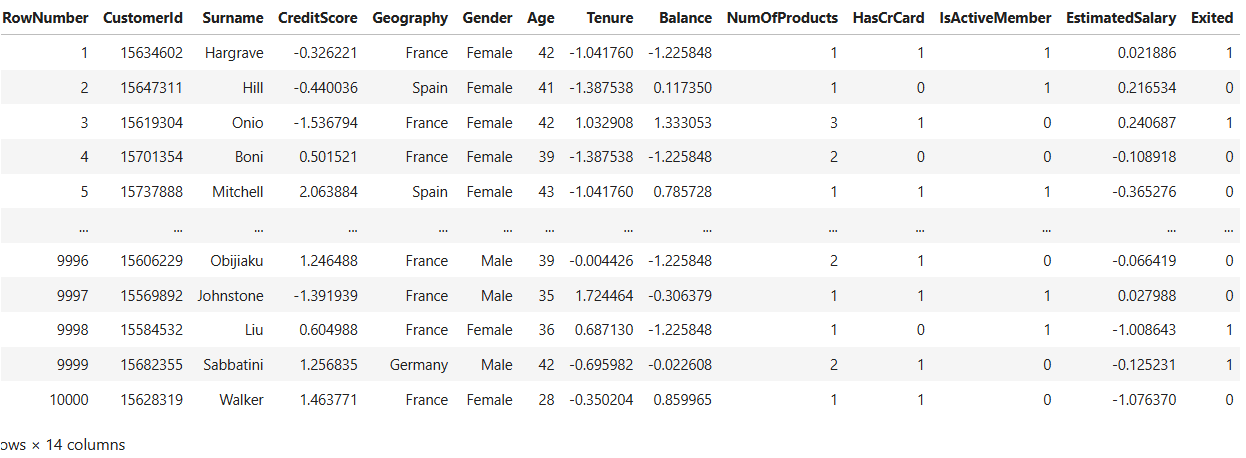 RowNumber CustomerId Surname CreditScore Geography Gender Age Tenure Balance NumOfProducts HasCrCard IsActiveMember EstimatedSalary Exited
1 15634602 Hargrave -0.326221 France Female 42 -1.041760 -1.225848 1 1 1 0.021886 1
2 15647311 Hill -0.440036 Spain Female 41 -1.387538 0.117350 1 0 1 0.216534 0
3 15619304 Onio -1.536794 France Female 42 1.032908 1.333053 3 1 0 0.240687 1
4 15701354 Boni 0.501521 France Female 39 -1.387538 -1.225848 2 0 0 -0.108918 0
5 15737888 Mitchell 2.063884 Spain Female 43 -1.041760 0.785728 1 1 1 -0.365276 0
... ... ... ... ... ... ... ... ... ... ... ... ... ...
9996 15606229 Obijiaku 1.246488 France Male 39 -0.004426 -1.225848 2 1 0 -0.066419 0
9997 15569892 Johnstone -1.391939 France Male 35 1.724464 -0.306379 1 1 1 0.027988 0
9998 15584532 Liu 0.604988 France Female 36 0.687130 -1.225848 1 0 1 -1.008643 1
9999 15682355 Sabbatini 1.256835 Germany Male 42 -0.695982 -0.022608 2 1 0 -0.125231 1
10000 15628319 Walker 1.463771 France Female 28 -0.350204 0.859965 1 1 0 -1.076370 0
ows × 14 columns